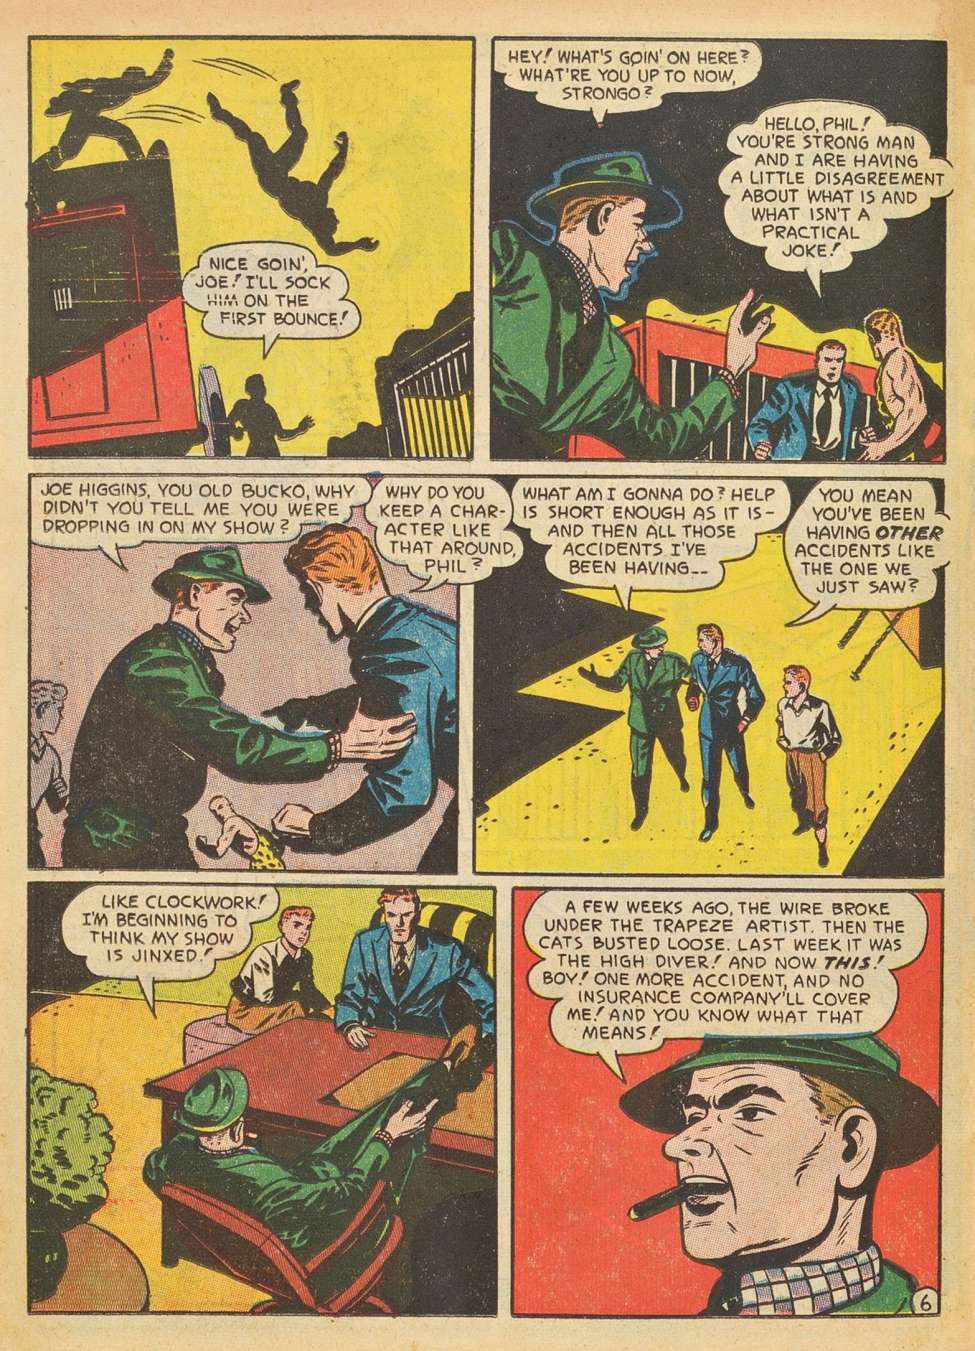 NICE GOIN',
JOE! I'LL SOCK
HIM ON THE
FIRST BOUNCE!
HEY! WHAT'S GOIN' ON HERE?
WHAT'RE YOU UP TO NOW,
STRONGO?
HELLO, PHIL!
YOU'RE STRONG MAN
AND I ARE HAVING
A LITTLE DISAGREEMENT
ABOUT WHAT IS AND
WHAT ISN'T A
PRACTICAL
JOKE!
JOE HIGGINS, YOU OLD BUCKO, WHY
DIDN'T YOU TELL ME YOU WERE
DROPPING IN ON MY SHOW?
WHY DO YOU
KEEP A CHAR-
ACTER LIKE
THAT AROUND,
PHIL?
WHAT AM I GONNA DO? HELP
IS SHORT ENOUGH AS IT IS-
AND THEN ALL THOSE
ACCIDENTS I'VE
BEEN HAVING--
YOU MEAN
YOU'VE BEEN
HAVING OTHER
ACCIDENTS LIKE
THE ONE WE
JUST SAW?
LIKE CLOCKWORK!
I'M BEGINNING TO
THINK MY SHOW
IS JINXED!
A FEW WEEKS AGO, THE WIRE BROKE
UNDER THE TRAPEZE ARTIST. THEN THE
CATS BUSTED LOOSE. LAST WEEK IT WAS
THE HIGH DIVER! AND NOW THIS!
BOY! ONE MORE ACCIDENT, AND NO
INSURANCE COMPANY'LL COVER
ME! AND YOU KNOW WHAT THAT
MEANS!
6